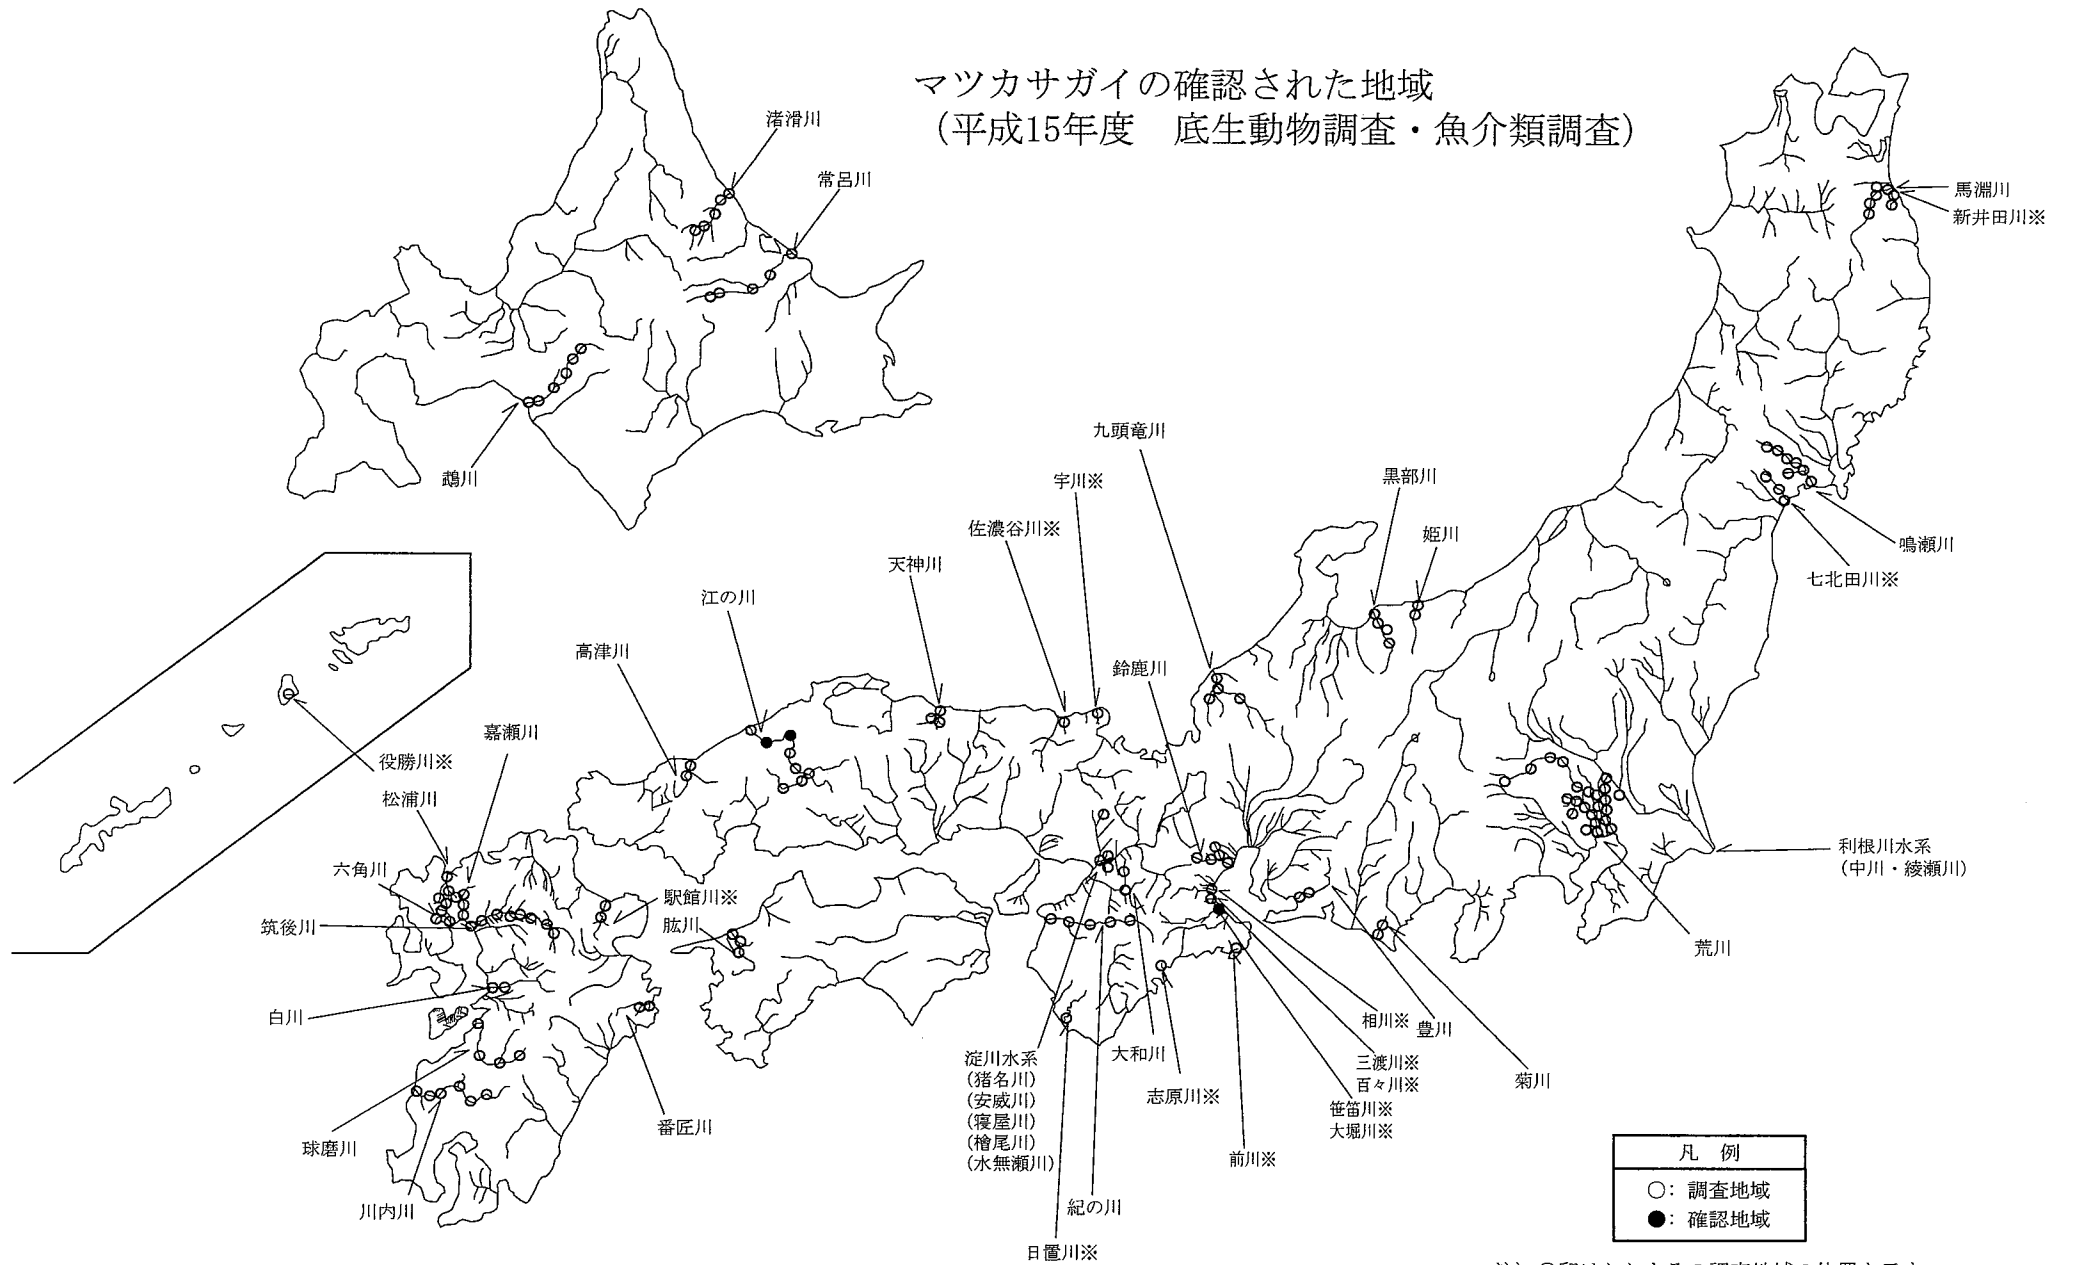 マツカサガイの確認された地域
（平成15年度　底生動物調査・魚介類調査）
渚滑川
常呂川
鵡川
馬淵川
新井田川※
鳴瀬川
七北田川※
九頭竜川
宇川※
佐濃谷川※
黒部川
姫川
天神川
江の川
高津川
鈴鹿川
役勝川※
嘉瀬川
松浦川
六角川
筑後川
駅館川※
肱川
白川
球磨川
川内川
番匠川
利根川水系
（中川・綾瀬川）
荒川
相川※
豊川
三渡川※
百々川※
笹笛川※
大堀川※
菊川
前川※
志原川※
大和川
淀川水系
(猪名川)
(安威川)
(寝屋川)
(檜尾川)
(水無瀬川)
紀の川
日置川※
凡　例
○：調査地域
●：確認地域